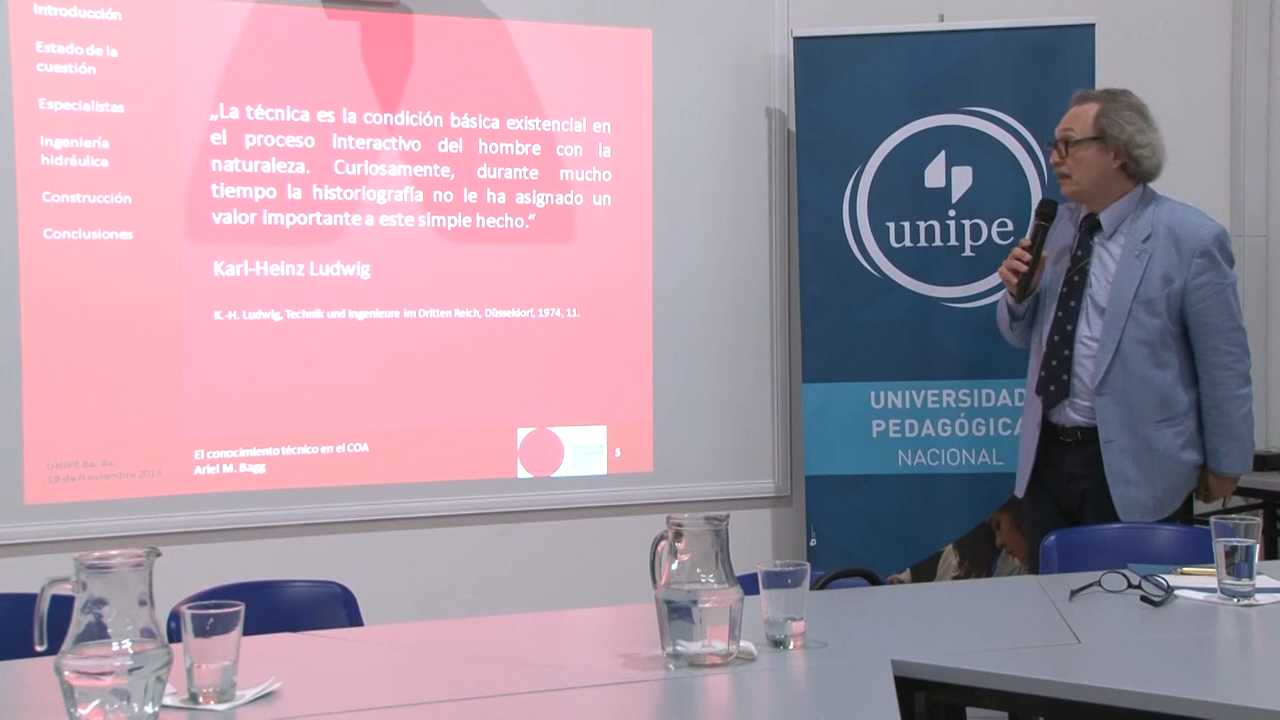 Introducción
Estado de la
cuestión
Especialistas
Ingeniería
hidráulica
Construcción
Conclusiones
„La técnica es la condición básica existencial en
el proceso interactivo del hombre con la
naturaleza. Curiosamente, durante mucho
tiempo la historiografía no le ha asignado un
valor importante a este simple hecho.“
Karl-Heinz Ludwig
K.-H. Ludwig, Technik und Ingenieure im Dritten Reich, Düsseldorf, 1974, 11.
El conocimiento técnico en el COA
Ariel M. Bagg
5
UNIPE Bs. As.
19 de Noviembre
unipe
UNIVERSIDAD
PEDAGÓGICA
NACIONAL